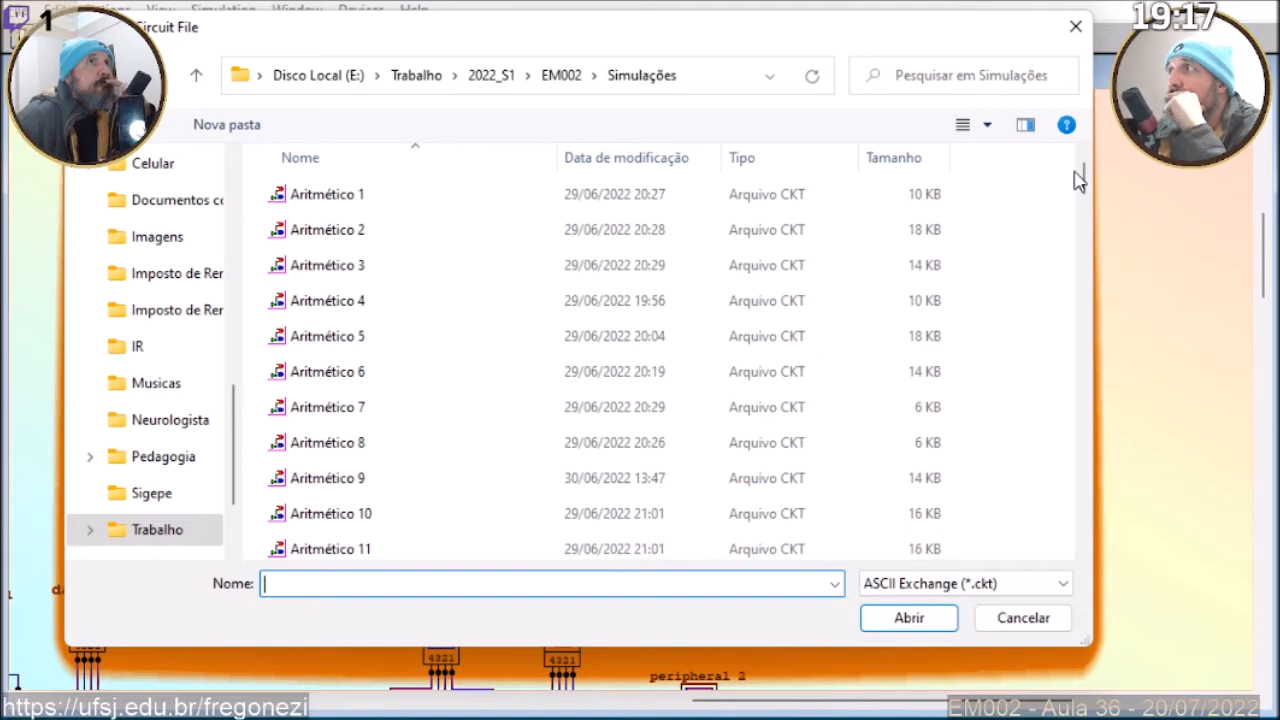 Simulation Window Devices Help
1
Circuit File
19:17
Disco Local (E:) > Trabalho > 2022_S1 > EM002 > Simulações
Pesquisar em Simulações
Nova pasta
Nome Data de modificação Tipo Tamanho
Celular
Documentos cc
Imagens
Imposto de Rer
Imposto de Rer
IR
Musicas
Neurologista
Pedagogia
Sigepe
Trabalho
Aritmético 1 29/06/2022 20:27 Arquivo CKT 10 KB
Aritmético 2 29/06/2022 20:28 Arquivo CKT 18 KB
Aritmético 3 29/06/2022 20:29 Arquivo CKT 14 KB
Aritmético 4 29/06/2022 19:56 Arquivo CKT 10 KB
Aritmético 5 29/06/2022 20:04 Arquivo CKT 18 KB
Aritmético 6 29/06/2022 20:19 Arquivo CKT 14 KB
Aritmético 7 29/06/2022 20:29 Arquivo CKT 6 KB
Aritmético 8 29/06/2022 20:26 Arquivo CKT 6 KB
Aritmético 9 30/06/2022 13:47 Arquivo CKT 14 KB
Aritmético 10 29/06/2022 21:01 Arquivo CKT 16 KB
Aritmético 11 29/06/2022 21:01 Arquivo CKT 16 KB
Nome:
ASCII Exchange (*.ckt)
Abrir
Cancelar
4321 4321
peripheral 2
https://ufsj.edu.br/fregonezi
EM002 - Aula 36 - 20/07/2022